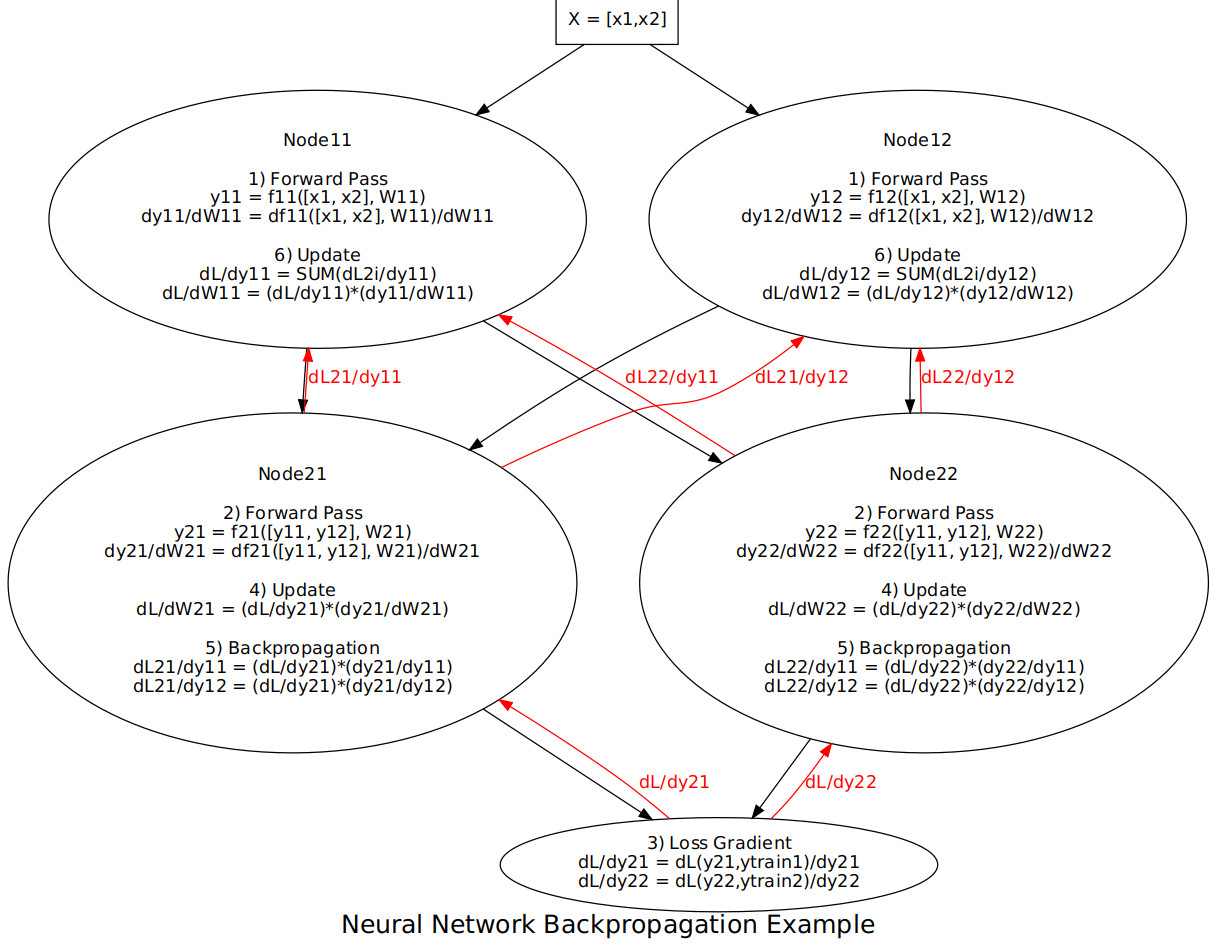 X = [x1,x2]
Node11
1) Forward Pass
y11 = f11([x1, x2], W11)
dy11/dW11 = df11([x1, x2], W11)/dW11
6) Update
dL/dy11 = SUM(dL2i/dy11)
dL/dW11 = (dL/dy11)*(dy11/dW11)
Node12
1) Forward Pass
y12 = f12([x1, x2], W12)
dy12/dW12 = df12([x1, x2], W12)/dW12
6) Update
dL/dy12 = SUM(dL2i/dy12)
dL/dW12 = (dL/dy12)*(dy12/dW12)
dL21/dy11
dL22/dy11
dL21/dy12
dL22/dy12
Node21
2) Forward Pass
y21 = f21([y11, y12], W21)
dy21/dW21 = df21([y11, y12], W21)/dW21
4) Update
dL/dW21 = (dL/dy21)*(dy21/dW21)
5) Backpropagation
dL21/dy11 = (dL/dy21)*(dy21/dy11)
dL21/dy12 = (dL/dy21)*(dy21/dy12)
Node22
2) Forward Pass
y22 = f22([y11, y12], W22)
dy22/dW22 = df22([y11, y12], W22)/dW22
4) Update
dL/dW22 = (dL/dy22)*(dy22/dW22)
5) Backpropagation
dL22/dy11 = (dL/dy22)*(dy22/dy11)
dL22/dy12 = (dL/dy22)*(dy22/dy12)
dL/dy21
dL/dy22
3) Loss Gradient
dL/dy21 = dL(y21,ytrain1)/dy21
dL/dy22 = dL(y22,ytrain2)/dy22
Neural Network Backpropagation Example